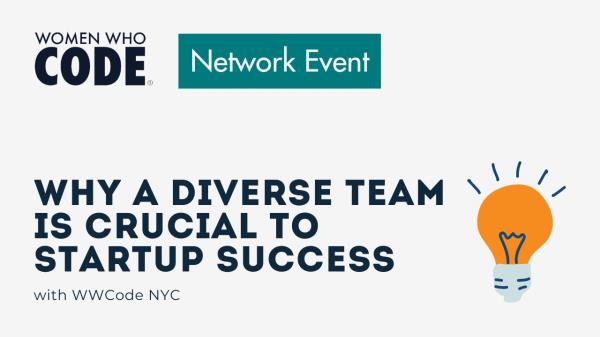 WOMEN WHO
CODE®
Network Event
WHY A DIVERSE TEAM
IS CRUCIAL TO
STARTUP SUCCESS
with WWCode NYC